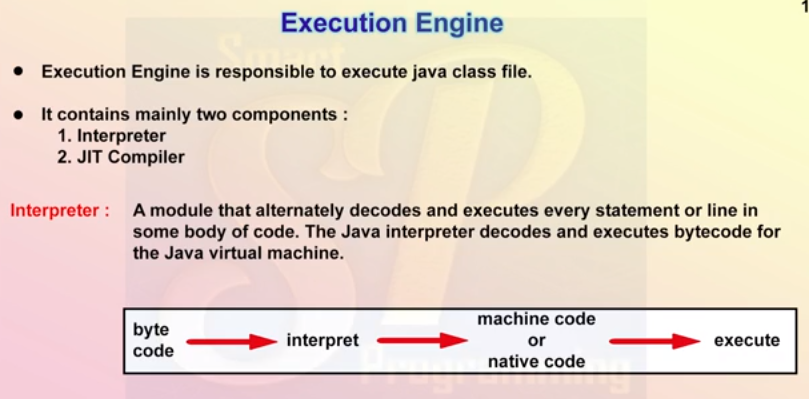 1
Execution Engine
Smart
SP
● Execution Engine is responsible to execute java class file.
● It contains mainly two components :
1. Interpreter
2. JIT Compiler
Interpreter : A module that alternately decodes and executes every statement or line in
some body of code. The Java interpreter decodes and executes bytecode for
the Java virtual machine.
byte
code
interpret
machine code
or
native code
execute
Programming